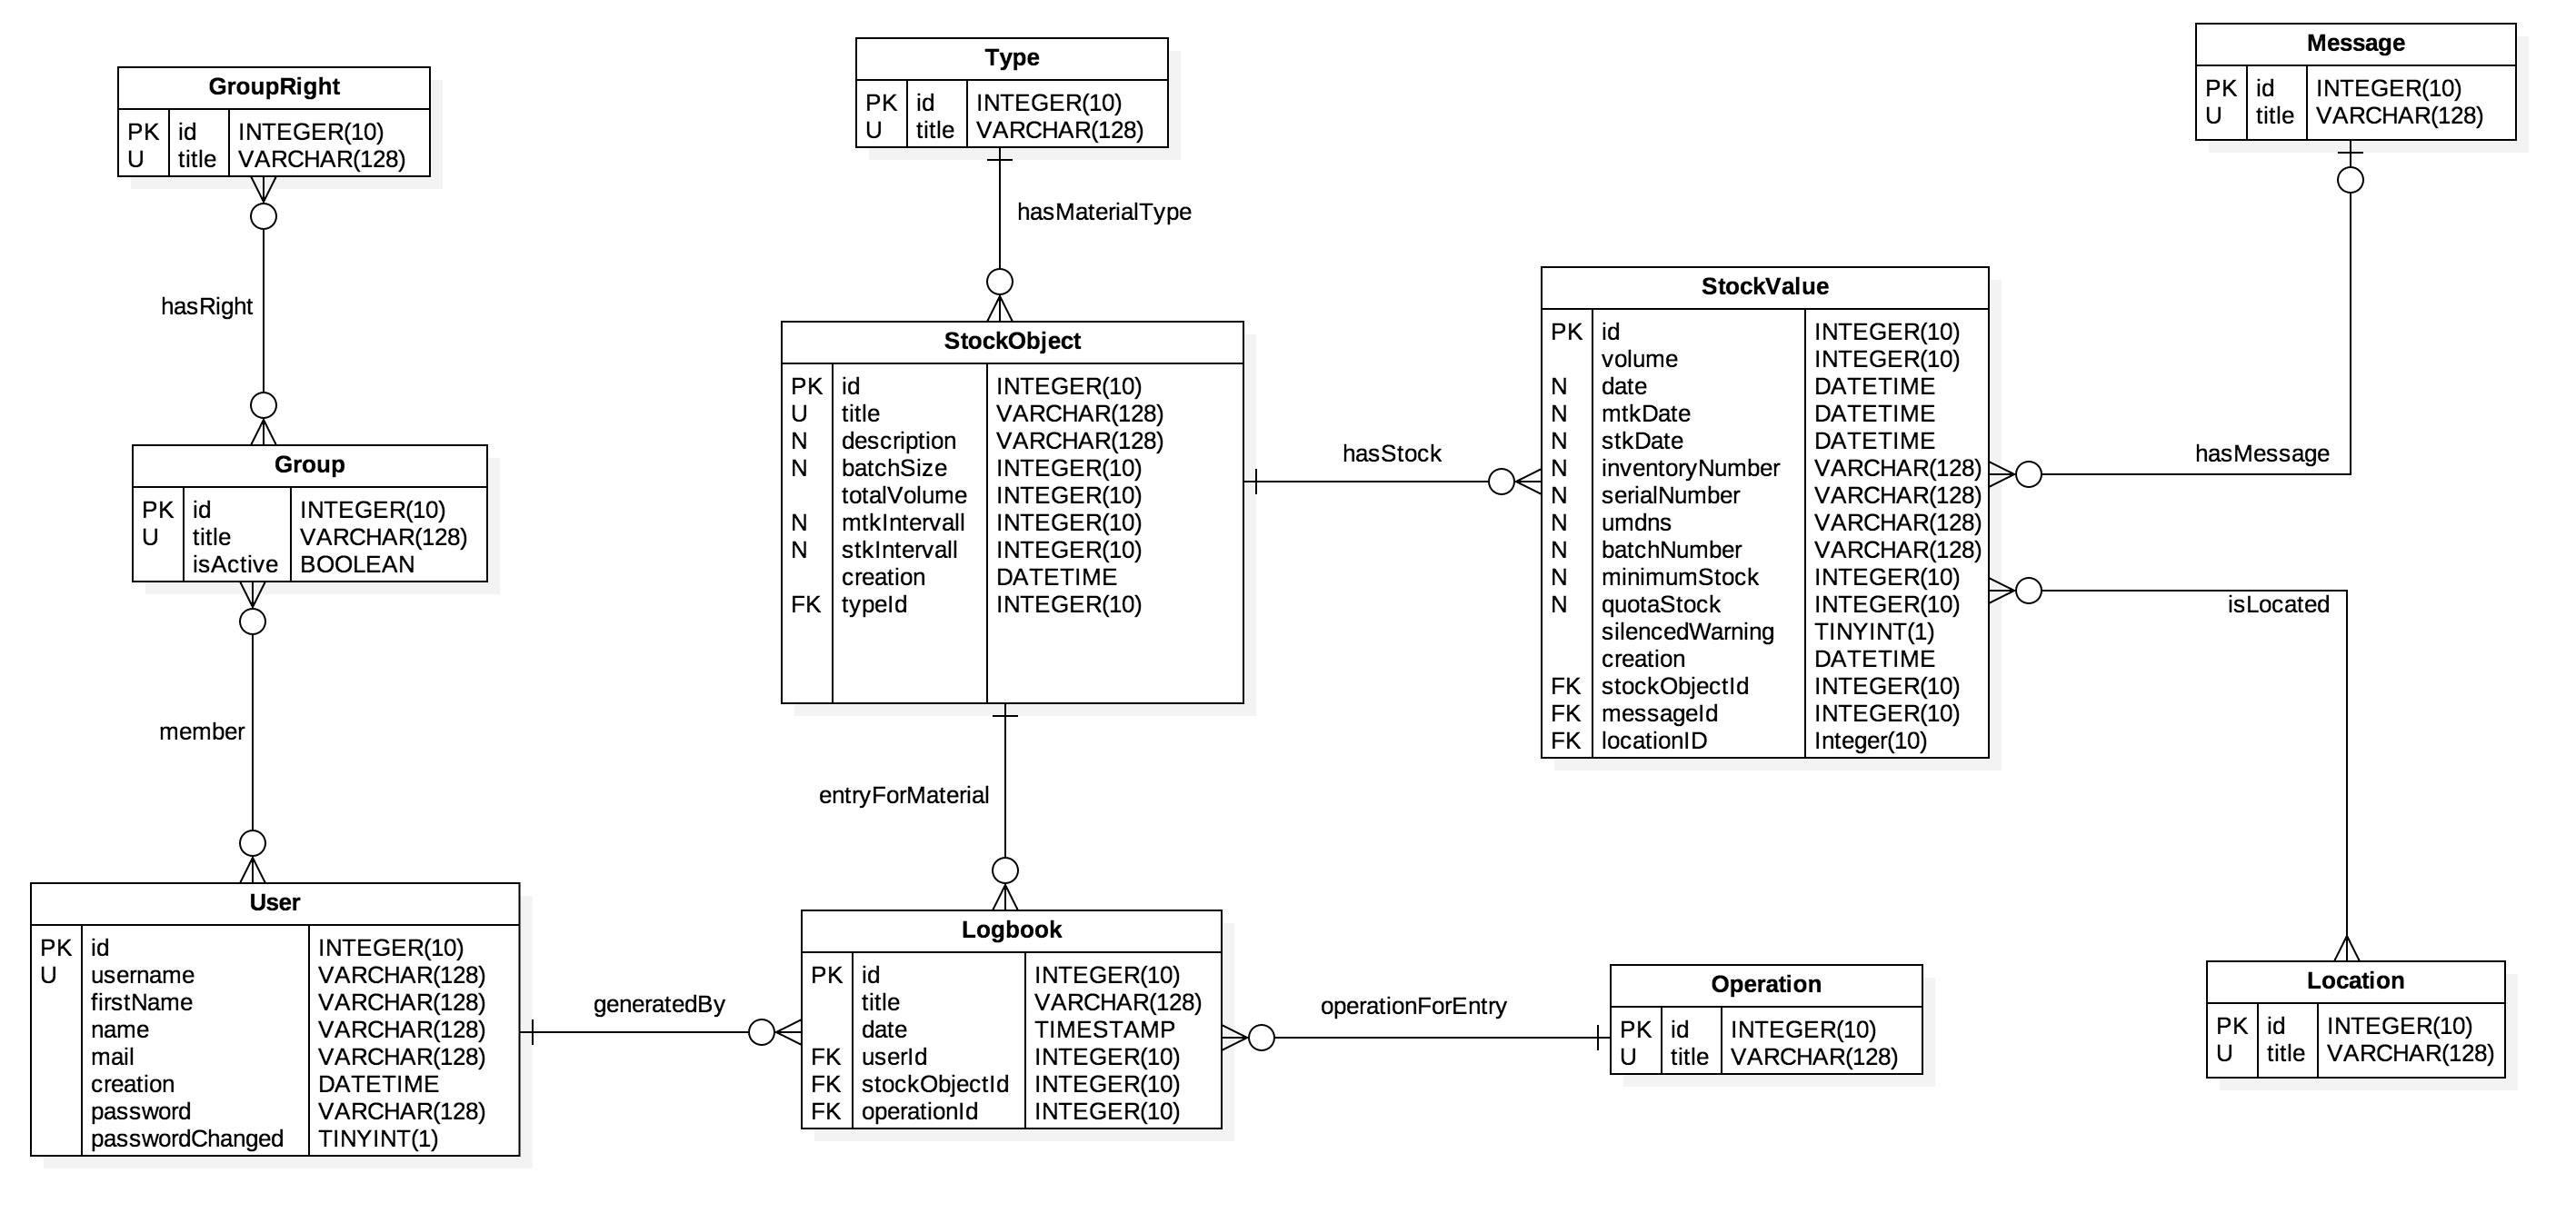 GroupRight
PK id INTEGER(10)
U title VARCHAR(128)
hasRight
Group
PK id INTEGER(10)
U title VARCHAR(128)
isActive BOOLEAN
member
User
PK id INTEGER(10)
U username VARCHAR(128)
firstName VARCHAR(128)
name VARCHAR(128)
mail VARCHAR(128)
creation DATETIME
password VARCHAR(128)
passwordChanged TINYINT(1)
generatedBy
Type
PK id INTEGER(10)
U title VARCHAR(128)
hasMaterialType
StockObject
PK id INTEGER(10)
U title VARCHAR(128)
N description VARCHAR(128)
N batchSize INTEGER(10)
totalVolume INTEGER(10)
N mtkIntervall INTEGER(10)
N stkIntervall INTEGER(10)
creation DATETIME
FK typeId INTEGER(10)
entryForMaterial
Logbook
PK id INTEGER(10)
title VARCHAR(128)
date TIMESTAMP
FK userId INTEGER(10)
FK stockObjectId INTEGER(10)
FK operationId INTEGER(10)
hasStock
StockValue
PK id INTEGER(10)
volume INTEGER(10)
N date DATETIME
N mtkDate DATETIME
N stkDate DATETIME
N inventoryNumber VARCHAR(128)
N serialNumber VARCHAR(128)
N umdns VARCHAR(128)
N batchNumber VARCHAR(128)
N minimumStock INTEGER(10)
N quotaStock INTEGER(10)
silencedWarning TINYINT(1)
creation DATETIME
FK stockObjectId INTEGER(10)
FK messageId INTEGER(10)
FK locationID Integer(10)
operationForEntry
Operation
PK id INTEGER(10)
U title VARCHAR(128)
Message
PK id INTEGER(10)
U title VARCHAR(128)
hasMessage
isLocated
Location
PK id INTEGER(10)
U title VARCHAR(128)